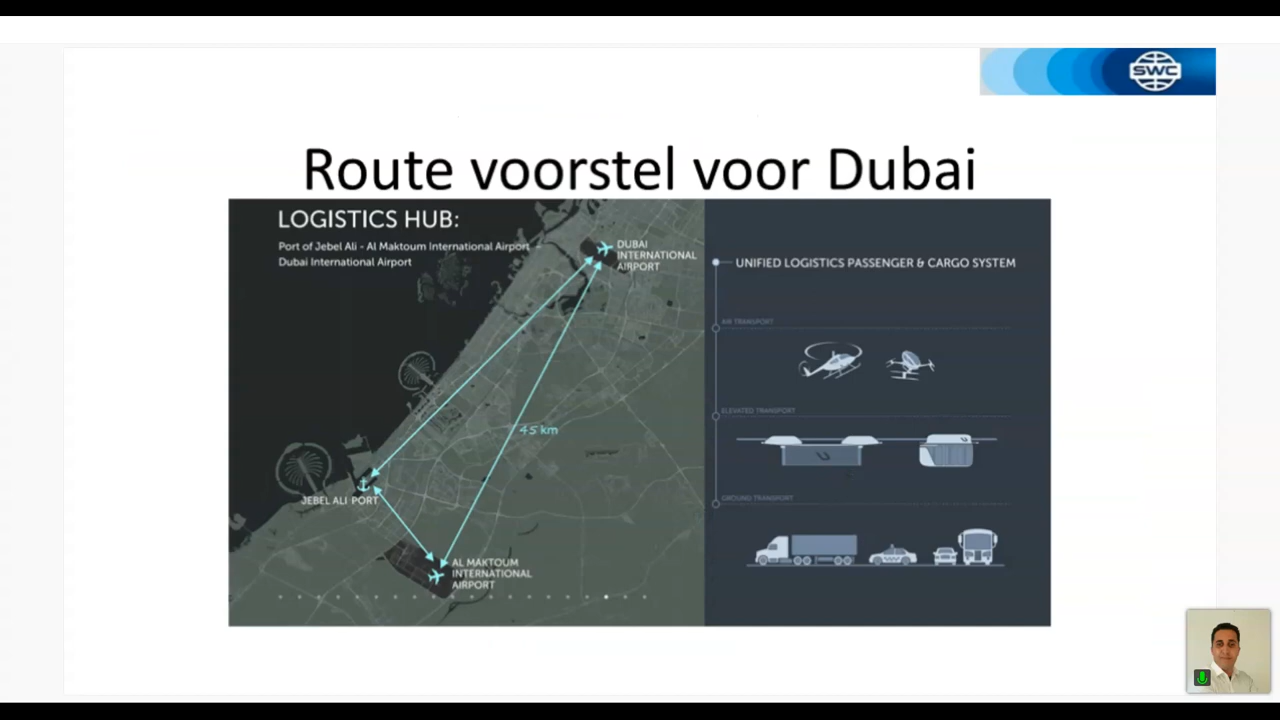 SWC
Route voorstel voor Dubai
LOGISTICS HUB:
Port of Jebel Ali - Al Maktoum International Airport -
Dubai International Airport
DUBAI
INTERNATIONAL
AIRPORT
45 km
JEBEL ALI PORT
AL MAKTOUM
INTERNATIONAL
AIRPORT
UNIFIED LOGISTICS PASSENGER & CARGO SYSTEM
AIR TRANSPORT
ELEVATED TRANSPORT
GROUND TRANSPORT